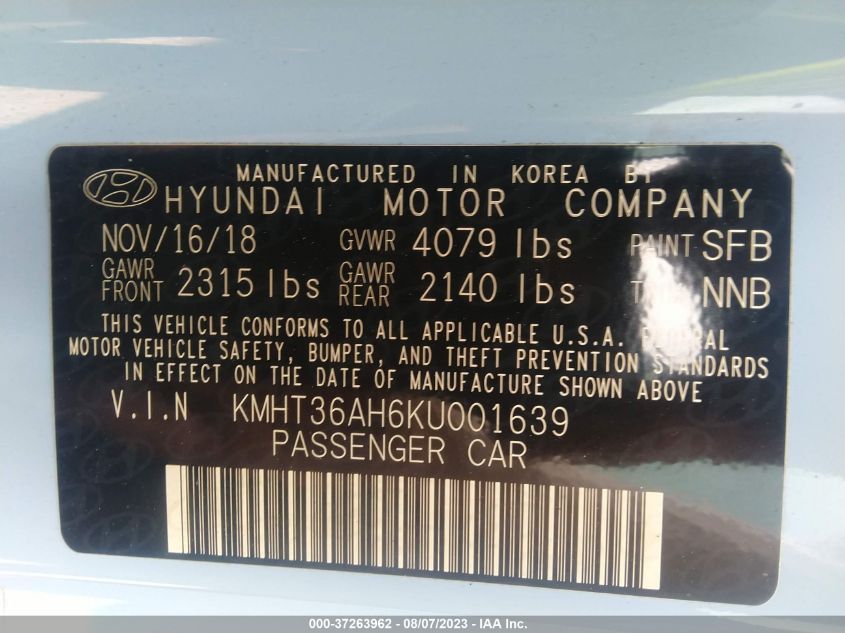 MANUFACTURED IN KOREA BY
HYUNDAI MOTOR COMPANY
NOV/16/18 GVWR 4079 lbs PAINT SFB
GAWR FRONT 2315 lbs GAWR REAR 2140 lbs NNB
THIS VEHICLE CONFORMS TO ALL APPLICABLE U.S.A. FEDERAL
MOTOR VEHICLE SAFETY, BUMPER, AND THEFT PREVENTION STANDARDS
IN EFFECT ON THE DATE OF MANUFACTURE SHOWN ABOVE
V.I.N KMHT36AH6KU001639
PASSENGER CAR
000-37263962 - 08/07/2023 - IAA Inc.